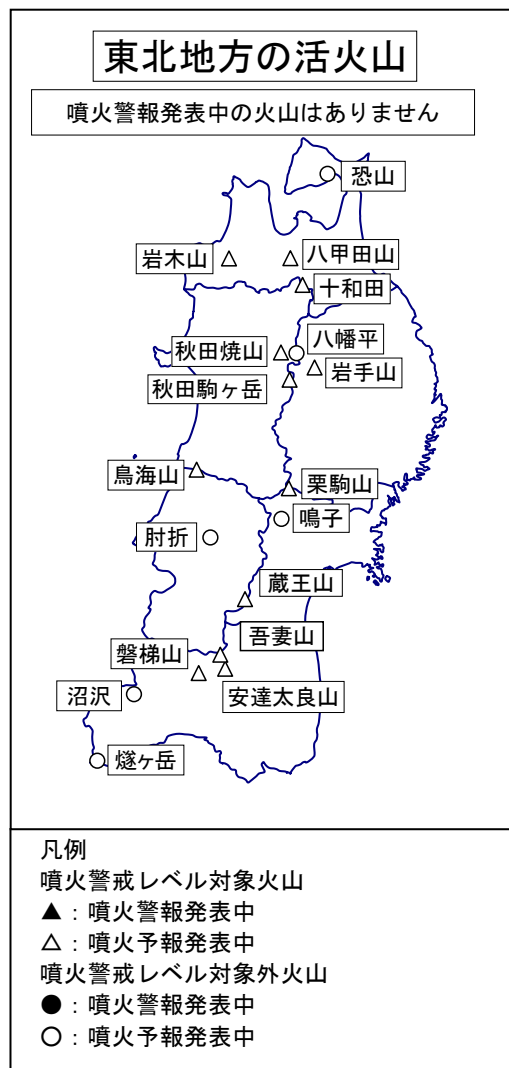 東北地方の活火山
噴火警報発表中の火山はありません
恐山
岩木山
八甲田山
十和田
八幡平
秋田焼山
岩手山
秋田駒ヶ岳
鳥海山
栗駒山
鳴子
肘折
蔵王山
吾妻山
磐梯山
沼沢
安達太良山
燧ヶ岳
凡例
噴火警戒レベル対象火山
▲：噴火警報発表中
△：噴火予報発表中
噴火警戒レベル対象外火山
●：噴火警報発表中
○：噴火予報発表中